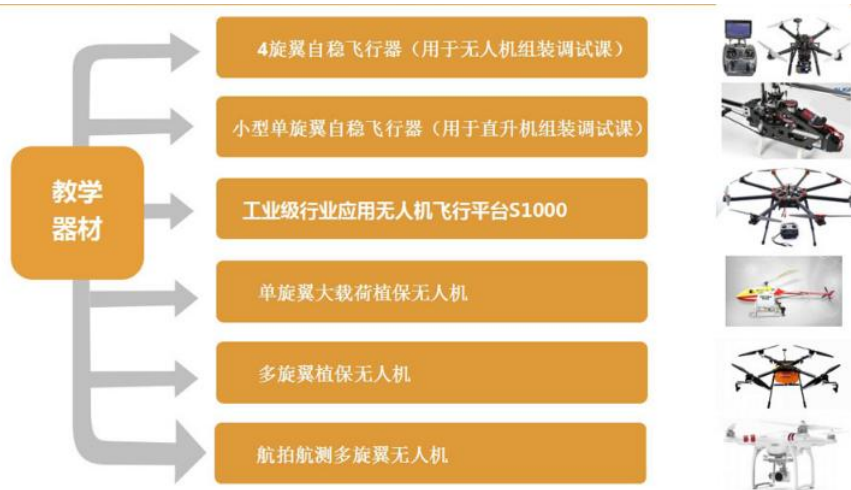 教学
器材
4旋翼自稳飞行器（用于无人机组装调试课）
小型单旋翼自稳飞行器（用于直升机组装调试课）
工业级行业应用无人机飞行平台S1000
单旋翼大载荷植保无人机
多旋翼植保无人机
航拍航测多旋翼无人机